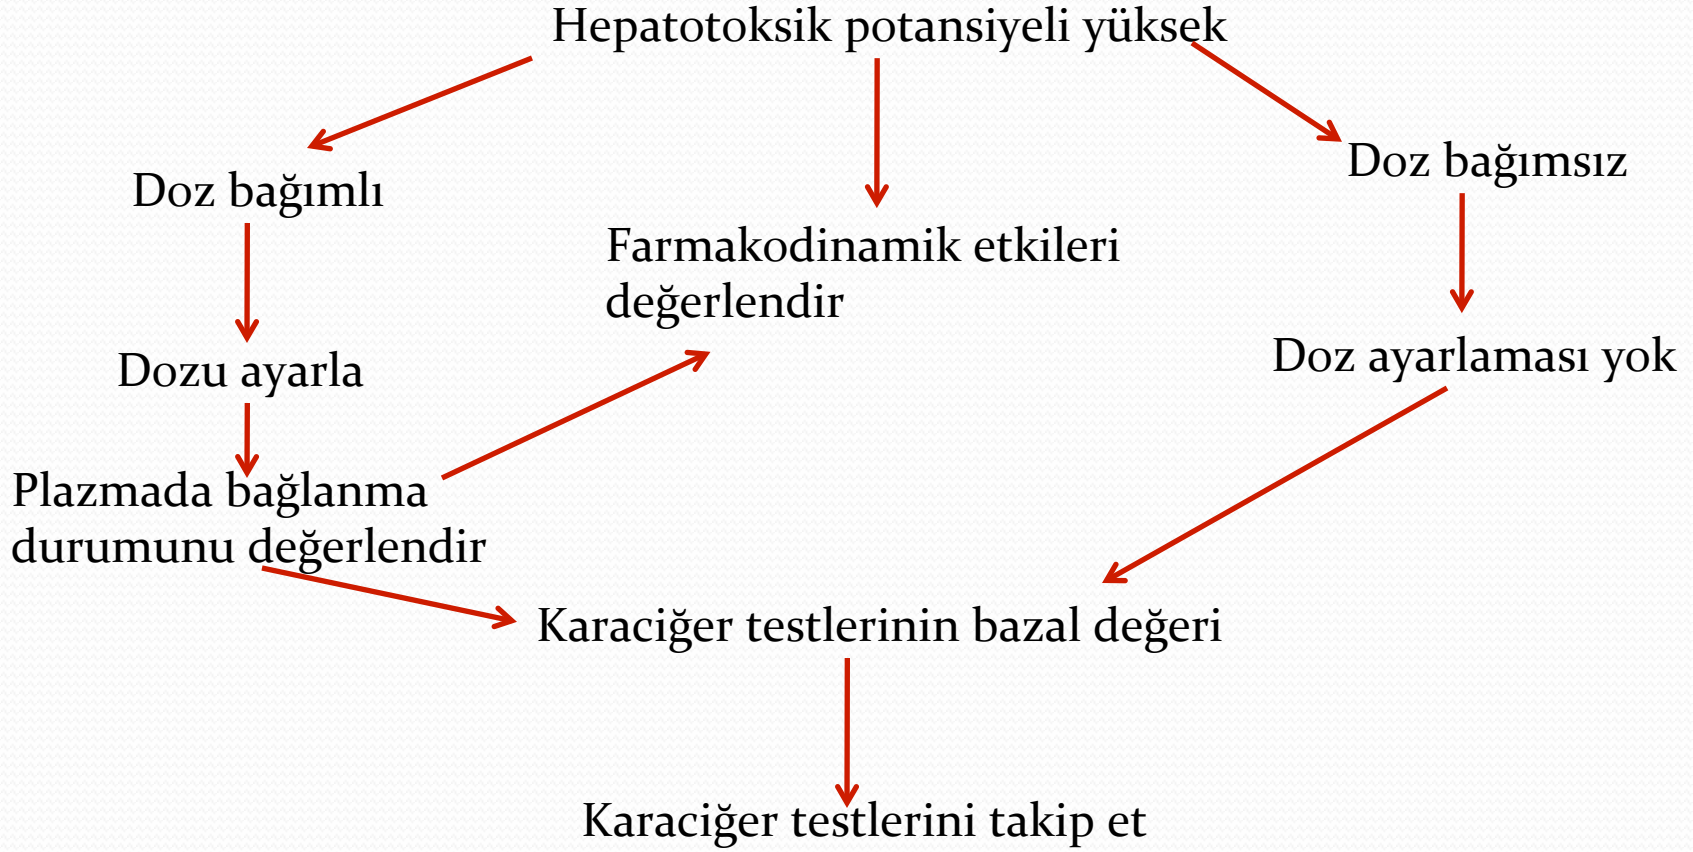 Hepatotoksik potansiyeli yüksek
Doz bağımlı
Doz bağımsız
Farmakodinamik etkileri
değerlendir
Dozu ayarla
Doz ayarlaması yok
Plazmada bağlanma
durumunu değerlendir
Karaciğer testlerinin bazal değeri
Karaciğer testlerini takip et